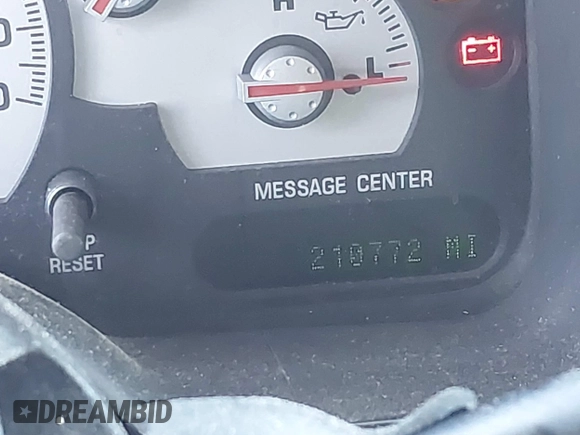 H
L
MESSAGE CENTER
210772 MI
RESET
DREAMBID